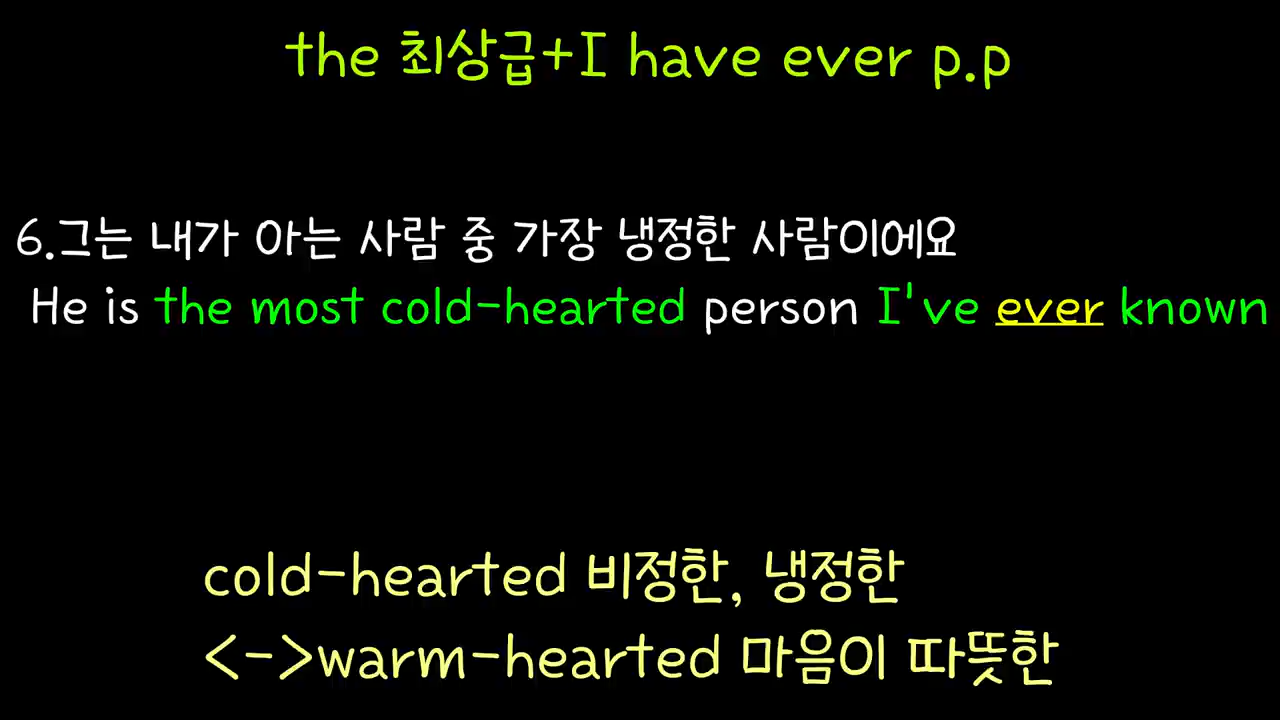 the 최상급+I have ever p.p
6.그는 내가 아는 사람 중 가장 냉정한 사람이에요
He is the most cold-hearted person I've ever known
cold-hearted 비정한, 냉정한
<->warm-hearted 마음이 따뜻한